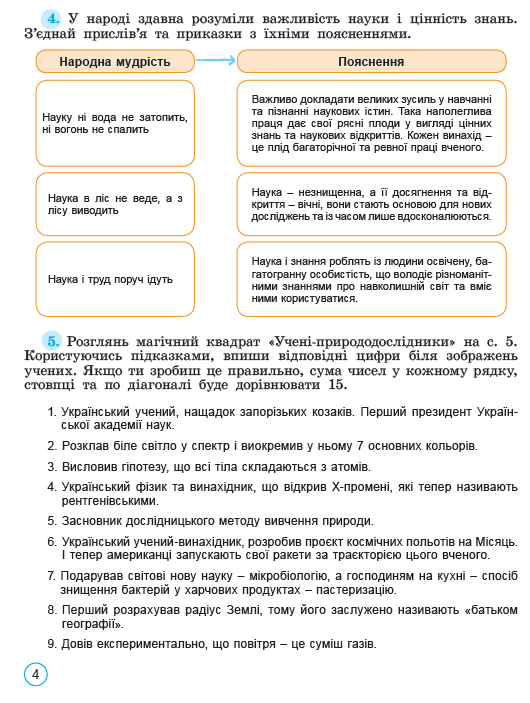 4. У народі здавна розуміли важливість науки і цінність знань.
З’єднай прислів’я та приказки з їхніми поясненнями.
Народна мудрість
Пояснення
Науку ні вода не затопить,
ні вогонь не спалить
Важливо докладати великих зусиль у навчанні
та пізнанні наукових істин. Така наполеглива
праця дає свої рясні плоди у вигляді цінних
знань та наукових відкриттів. Кожен винахід –
це плід багаторічної та ревної праці вченого.
Наука в ліс не веде, а з
лісу виводить
Наука – незнищенна, а її досягнення та від-
криття – вічні, вони стають основою для нових
досліджень та із часом лише вдосконалюються.
Наука і труд поруч ідуть
Наука і знання роблять із людини освічену, ба-
гатогранну особистість, що володіє різноманіт-
ними знаннями про навколишній світ та вміє
ними користуватися.
5. Розглянь магічний квадрат «Учені-природодослідники» на с. 5.
Користуючись підказками, впиши відповідні цифри біля зображень
учених. Якщо ти зробиш це правильно, сума чисел у кожному рядку,
стовпці та по діагоналі буде дорівнювати 15.
1. Український учений, нащадок запорізьких козаків. Перший президент Україн-
ської академії наук.
2. Розклав біле світло у спектр і виокремив у ньому 7 основних кольорів.
3. Висловив гіпотезу, що всі тіла складаються з атомів.
4. Український фізик та винахідник, що відкрив Х-промені, які тепер називають
рентгенівськими.
5. Засновник дослідницького методу вивчення природи.
6. Український учений-винахідник, розробив проєкт космічних польотів на Місяць.
І тепер американці запускають свої ракети за траєкторією цього вченого.
7. Подарував світові нову науку – мікробіологію, а господиням на кухні – спосіб
знищення бактерій у харчових продуктах – пастеризацію.
8. Перший розрахував радіус Землі, тому його заслужено називають «батьком
географії».
9. Довів експериментально, що повітря – це суміш газів.
4